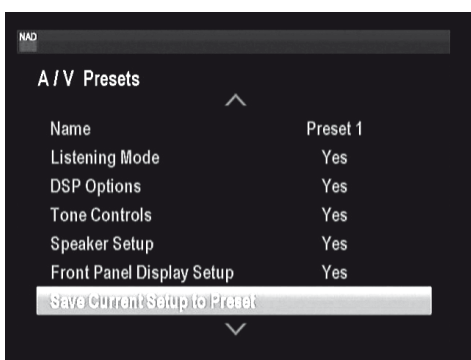 NAD
A / V Presets
Name Preset 1
Listening Mode Yes
DSP Options Yes
Tone Controls Yes
Speaker Setup Yes
Front Panel Display Setup Yes
Save Current Setup to Preset